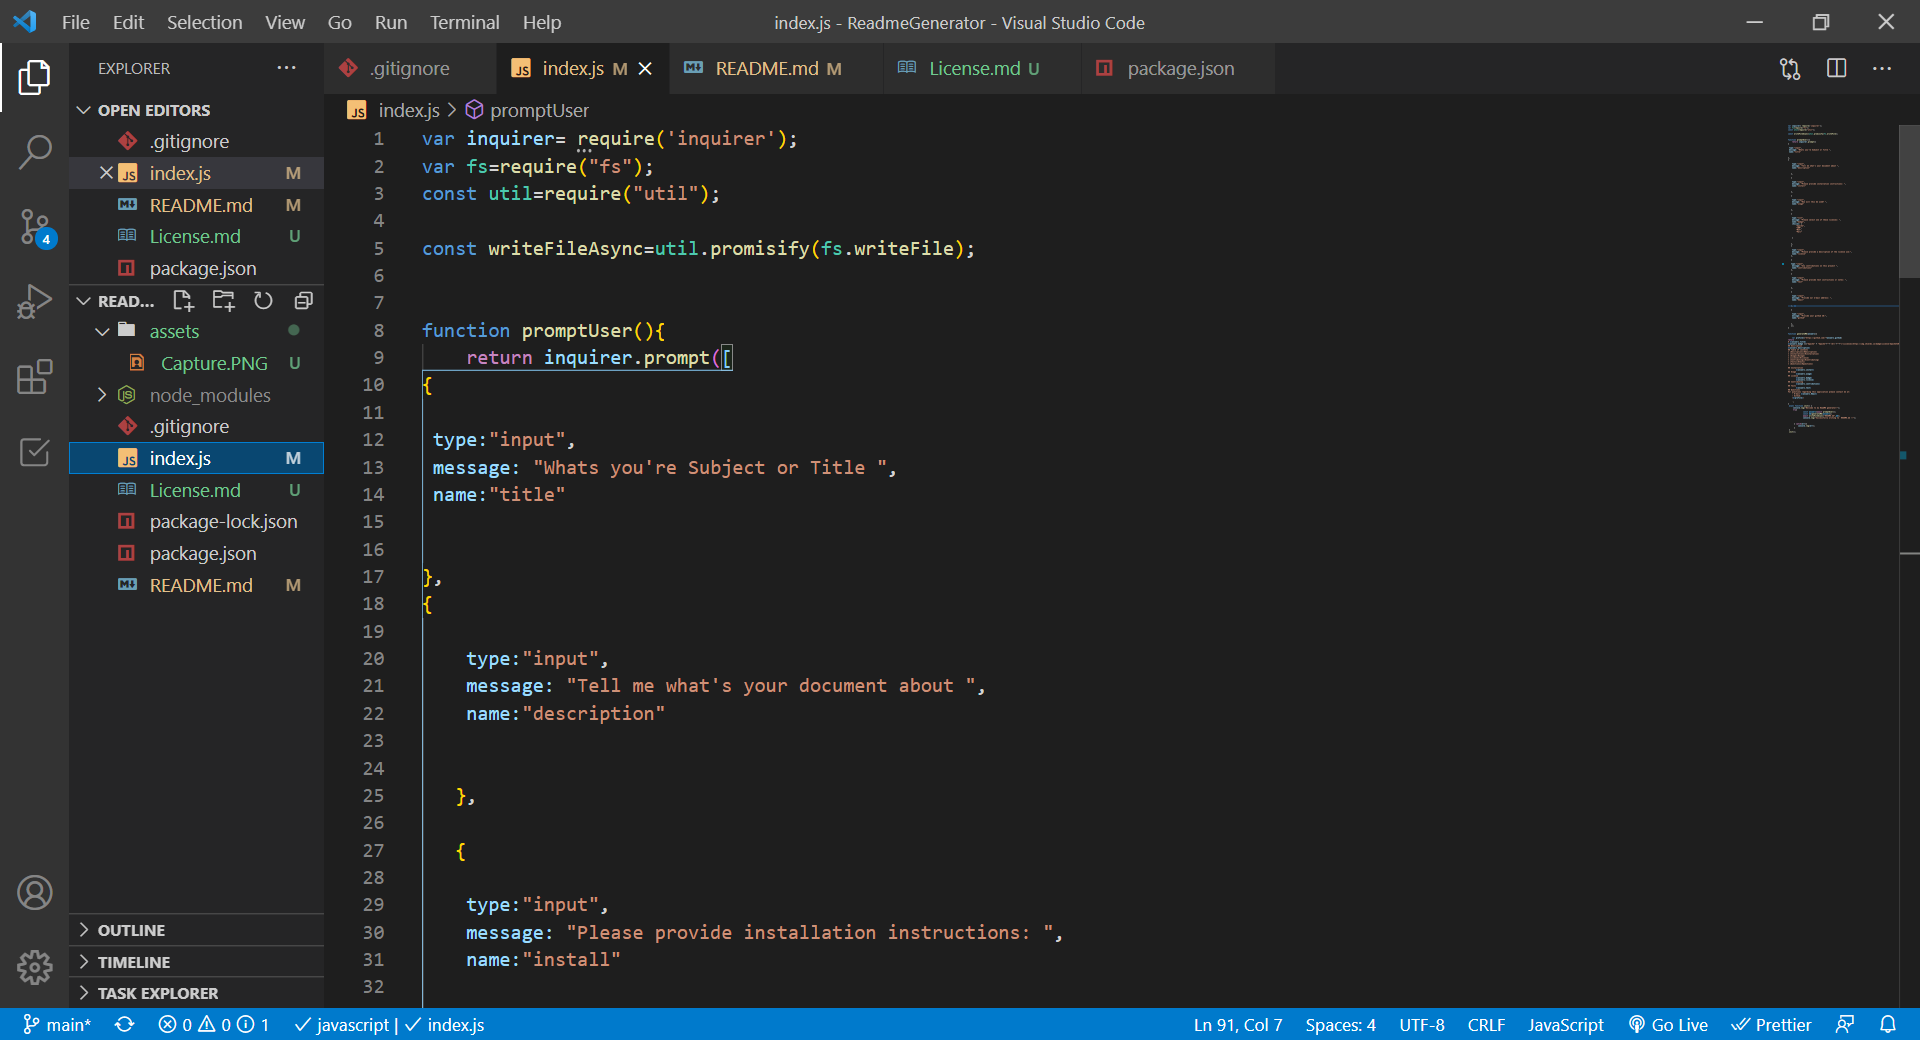 File Edit Selection View Go Run Terminal Help
index.js - ReadmeGenerator - Visual Studio Code
EXPLORER
.gitignore
index.js M
README.md M
License.md U
package.json
OPEN EDITORS
.gitignore
index.js M
README.md M
License.md U
package.json
READ...
assets
Capture.PNG U
node_modules
.gitignore
index.js M
License.md U
package-lock.json
package.json
README.md M
OUTLINE
TIMELINE
TASK EXPLORER
4
index.js > promptUser
1 var inquirer= require('inquirer');
2 var fs=require("fs");
3 const util=require("util");
4
5 const writeFileAsync=util.promisify(fs.writeFile);
6
7
8 function promptUser(){
9 return inquirer.prompt([
10 {
11
12 type:"input",
13 message: "Whats you're Subject or Title ",
14 name:"title"
15
16
17 },
18 {
19
20 type:"input",
21 message: "Tell me what's your document about ",
22 name:"description"
23
24
25 },
26
27 {
28
29 type:"input",
30 message: "Please provide installation instructions: ",
31 name:"install"
32
main* 0 0 1 javascript | index.js
Ln 91, Col 7 Spaces: 4 UTF-8 CRLF JavaScript Go Live Prettier